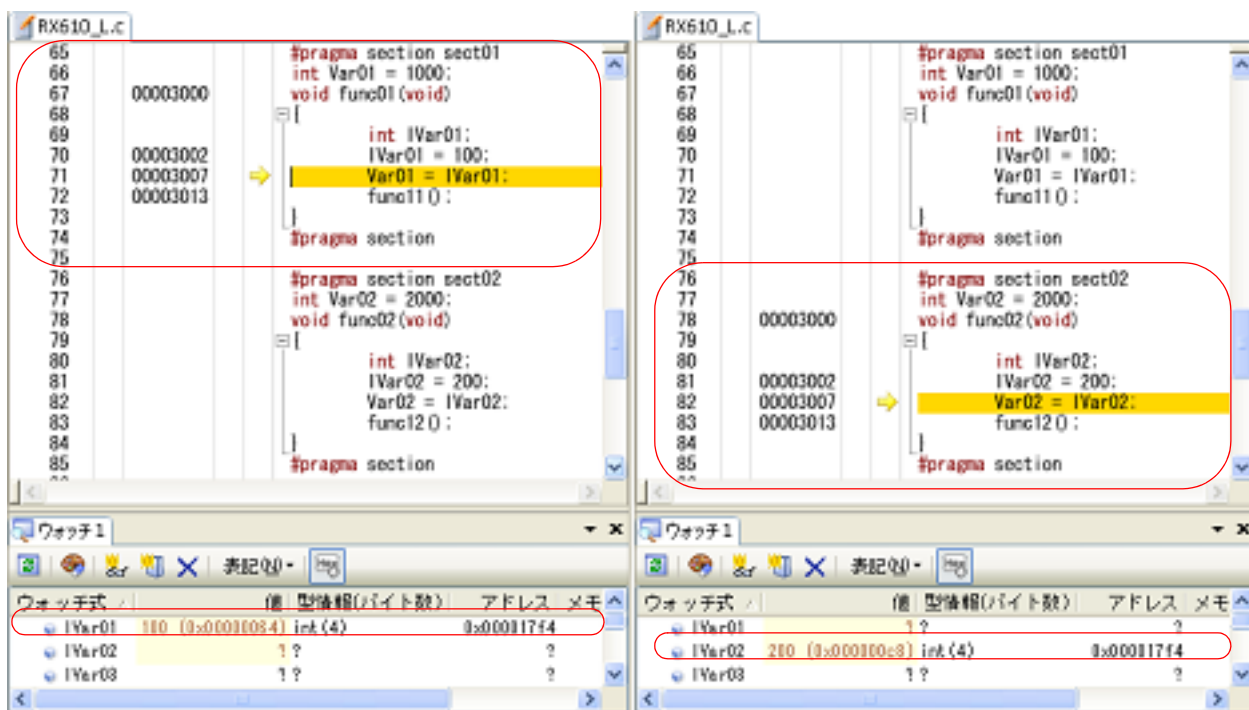 RX610_L.c
65 #pragma section sect01
66 int Var01 = 1000;
67 00003000 void func01(void)
68 {
69 int lVar01;
70 00003002 lVar01 = 100;
71 00003007 Var01 = lVar01;
72 00003013 func11();
73 }
74 #pragma section
75
76 #pragma section sect02
77 int Var02 = 2000;
78 void func02(void)
79 {
80 int lVar02;
81 lVar02 = 200;
82 Var02 = lVar02;
83 func12();
84 }
85 #pragma section
ウォッチ1
表記(N)
ウォッチ式 値 型情報(バイト数) アドレス メモ
lVar01 100 (0x00000064) int(4) 0x000017f4
lVar02 ? ? ?
lVar03 ? ? ?
RX610_L.c
65 #pragma section sect01
66 int Var01 = 1000;
67 void func01(void)
68 {
69 int lVar01;
70 lVar01 = 100;
71 Var01 = lVar01;
72 func11();
73 }
74 #pragma section
75
76 #pragma section sect02
77 int Var02 = 2000;
78 00003000 void func02(void)
79 {
80 int lVar02;
81 00003002 lVar02 = 200;
82 00003007 Var02 = lVar02;
83 00003013 func12();
84 }
85 #pragma section
ウォッチ1
表記(N)
ウォッチ式 値 型情報(バイト数) アドレス メモ
lVar01 ? ? ?
lVar02 200 (0x000000c8) int(4) 0x000017f4
lVar03 ? ? ?